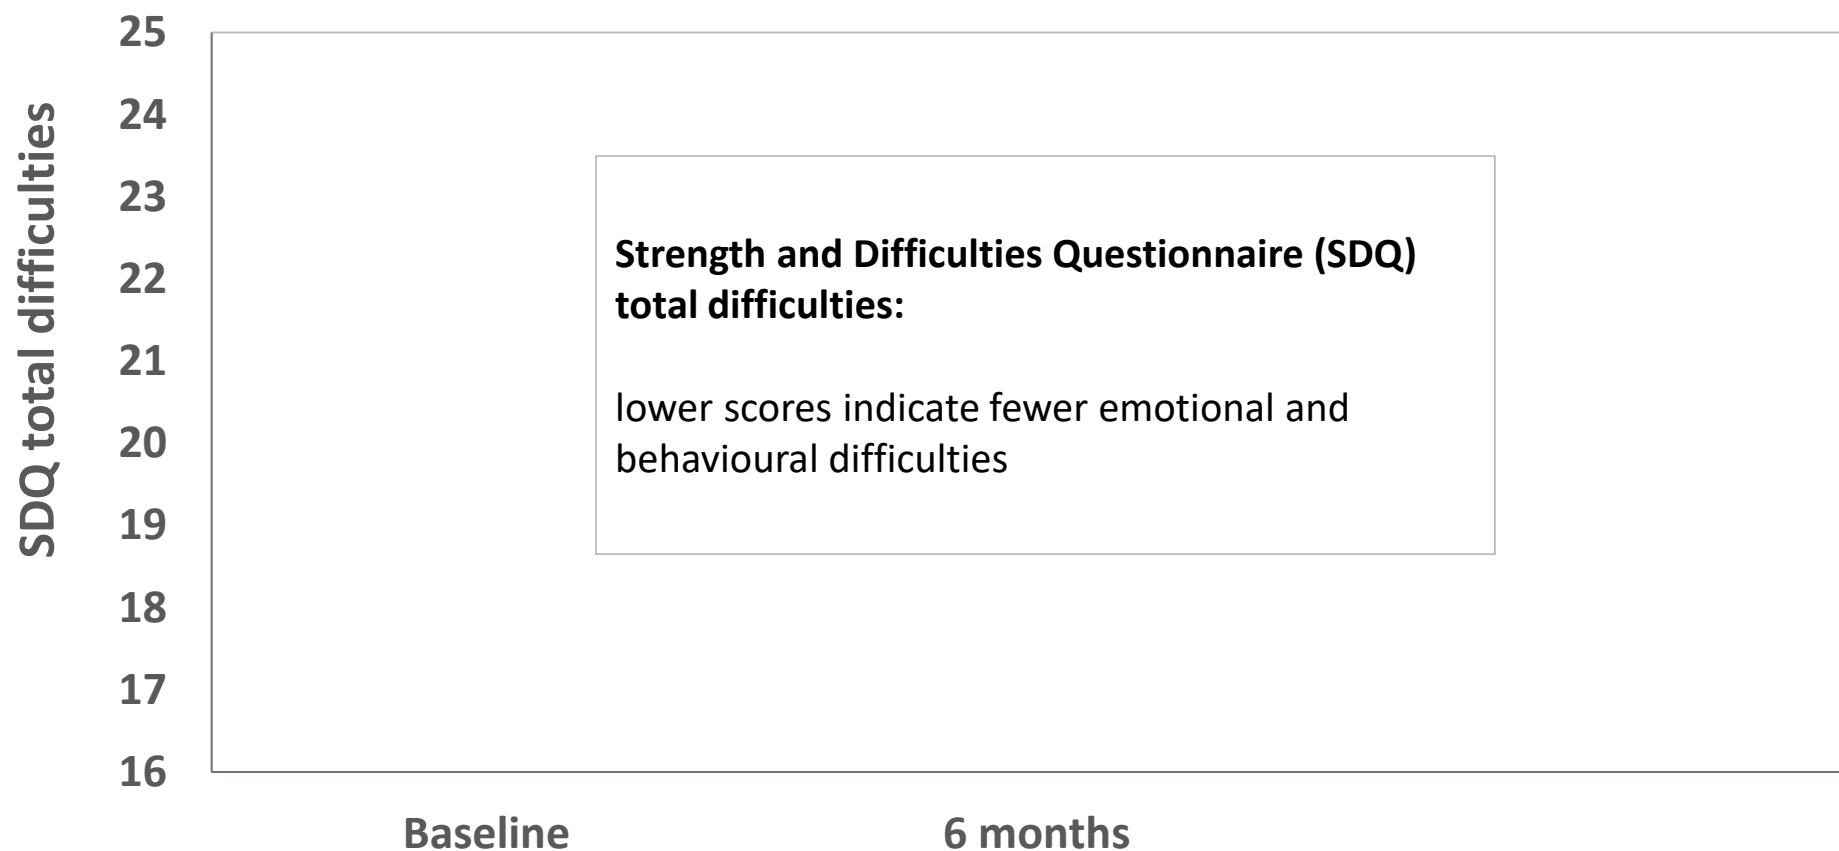 SDQ total difficulties
25
24
23
22
21
20
19
18
17
16
Strength and Difficulties Questionnaire (SDQ)
total difficulties:
lower scores indicate fewer emotional and
behavioural difficulties
Baseline
6 months